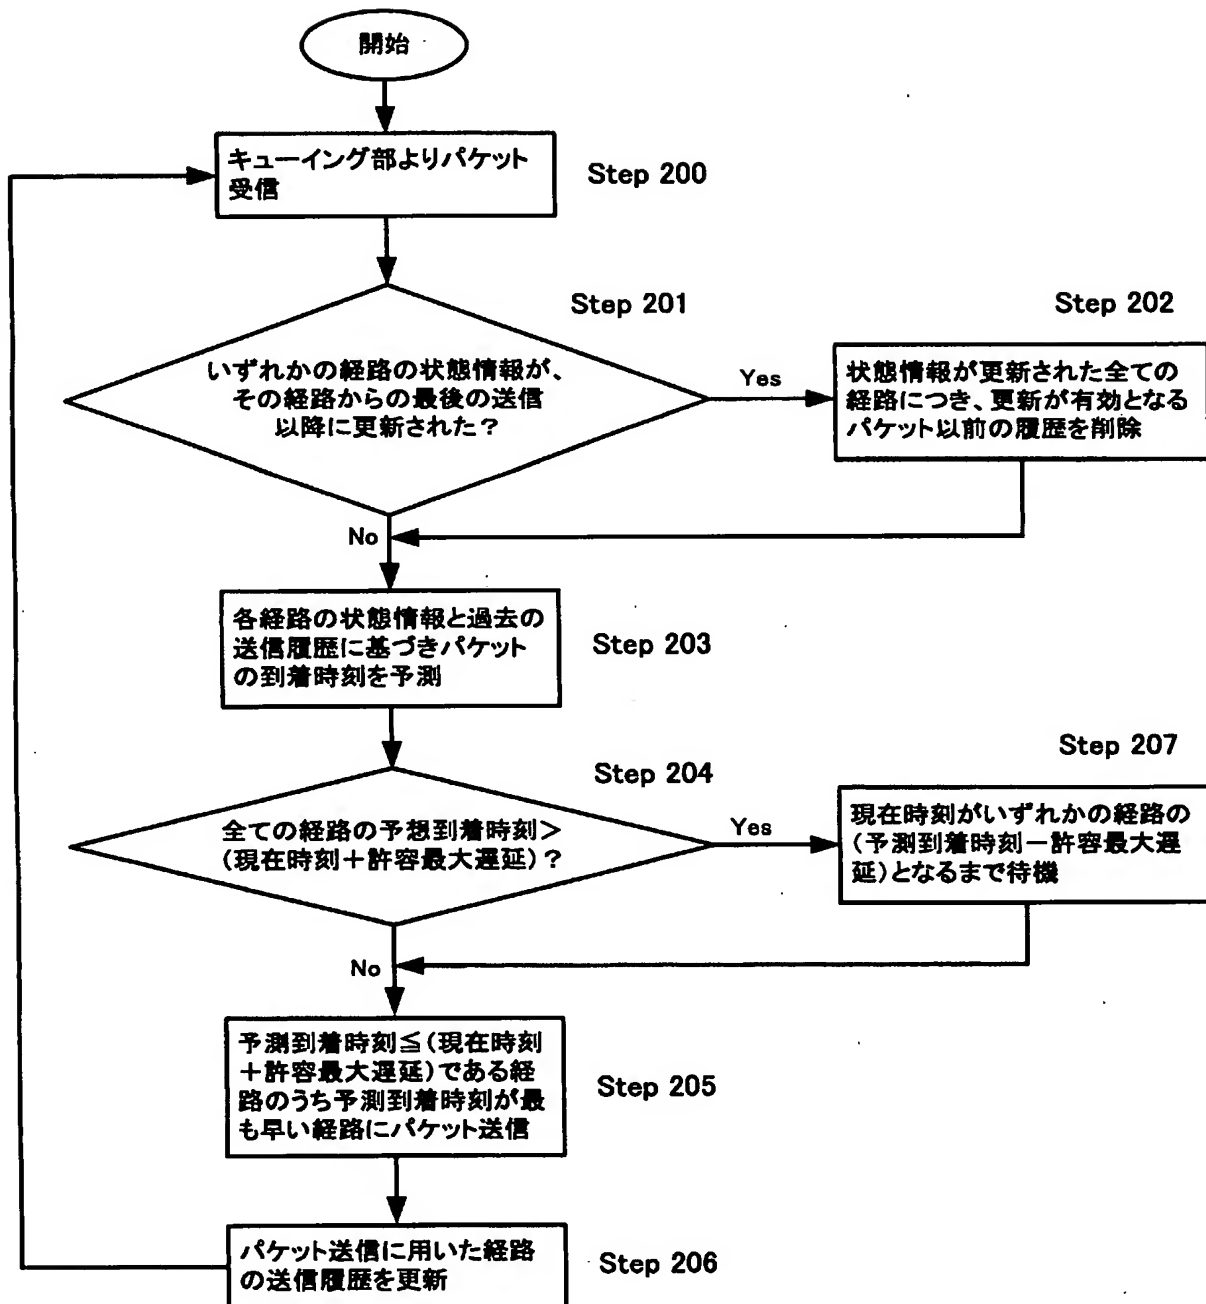 開始
キューイング部よりパケット
受信
Step 200
Step 201
いずれかの経路の状態情報が、
その経路からの最後の送信
以降に更新された？
Yes
Step 202
状態情報が更新された全ての
経路につき、更新が有効となる
パケット以前の履歴を削除
No
各経路の状態情報と過去の
送信履歴に基づきパケット
の到着時刻を予測
Step 203
Step 204
全ての経路の予想到着時刻＞
（現在時刻＋許容最大遅延）？
Yes
Step 207
現在時刻がいずれかの経路の
（予測到着時刻－許容最大遅
延）となるまで待機
No
予測到着時刻≦（現在時刻
＋許容最大遅延）である経
路のうち予測到着時刻が最
も早い経路にパケット送信
Step 205
パケット送信に用いた経路
の送信履歴を更新
Step 206